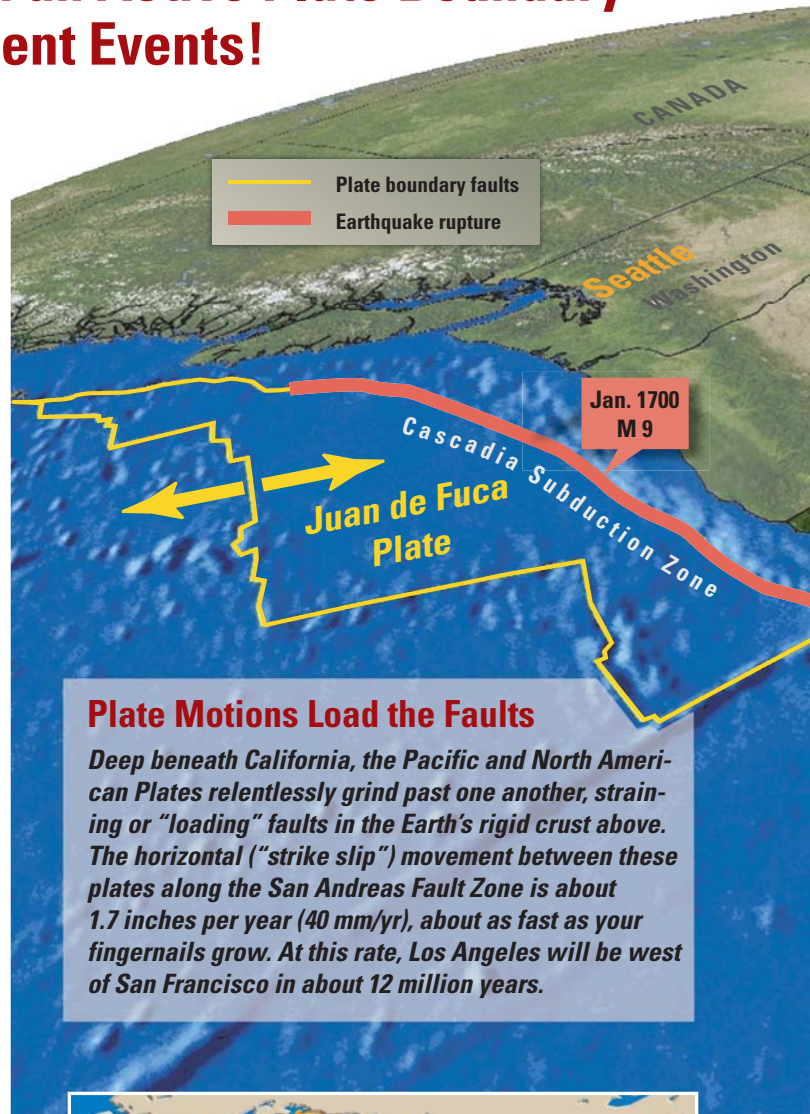 ent Events!
CANADA
Plate boundary faults
Earthquake rupture
Seattle
Washington
Jan. 1700
M 9
Cascadia Subduction Zone
Juan de Fuca
Plate
Plate Motions Load the Faults
Deep beneath California, the Pacific and North Ameri-
can Plates relentlessly grind past one another, strain-
ing or “loading” faults in the Earth’s rigid crust above.
The horizontal (“strike slip”) movement between these
plates along the San Andreas Fault Zone is about
1.7 inches per year (40 mm/yr), about as fast as your
fingernails grow. At this rate, Los Angeles will be west
of San Francisco in about 12 million years.